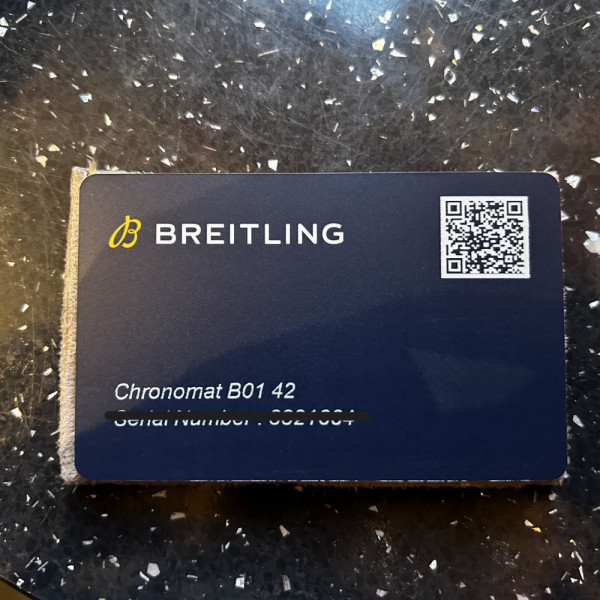 BREITLING
Chronomat B01 42
Serial Number :